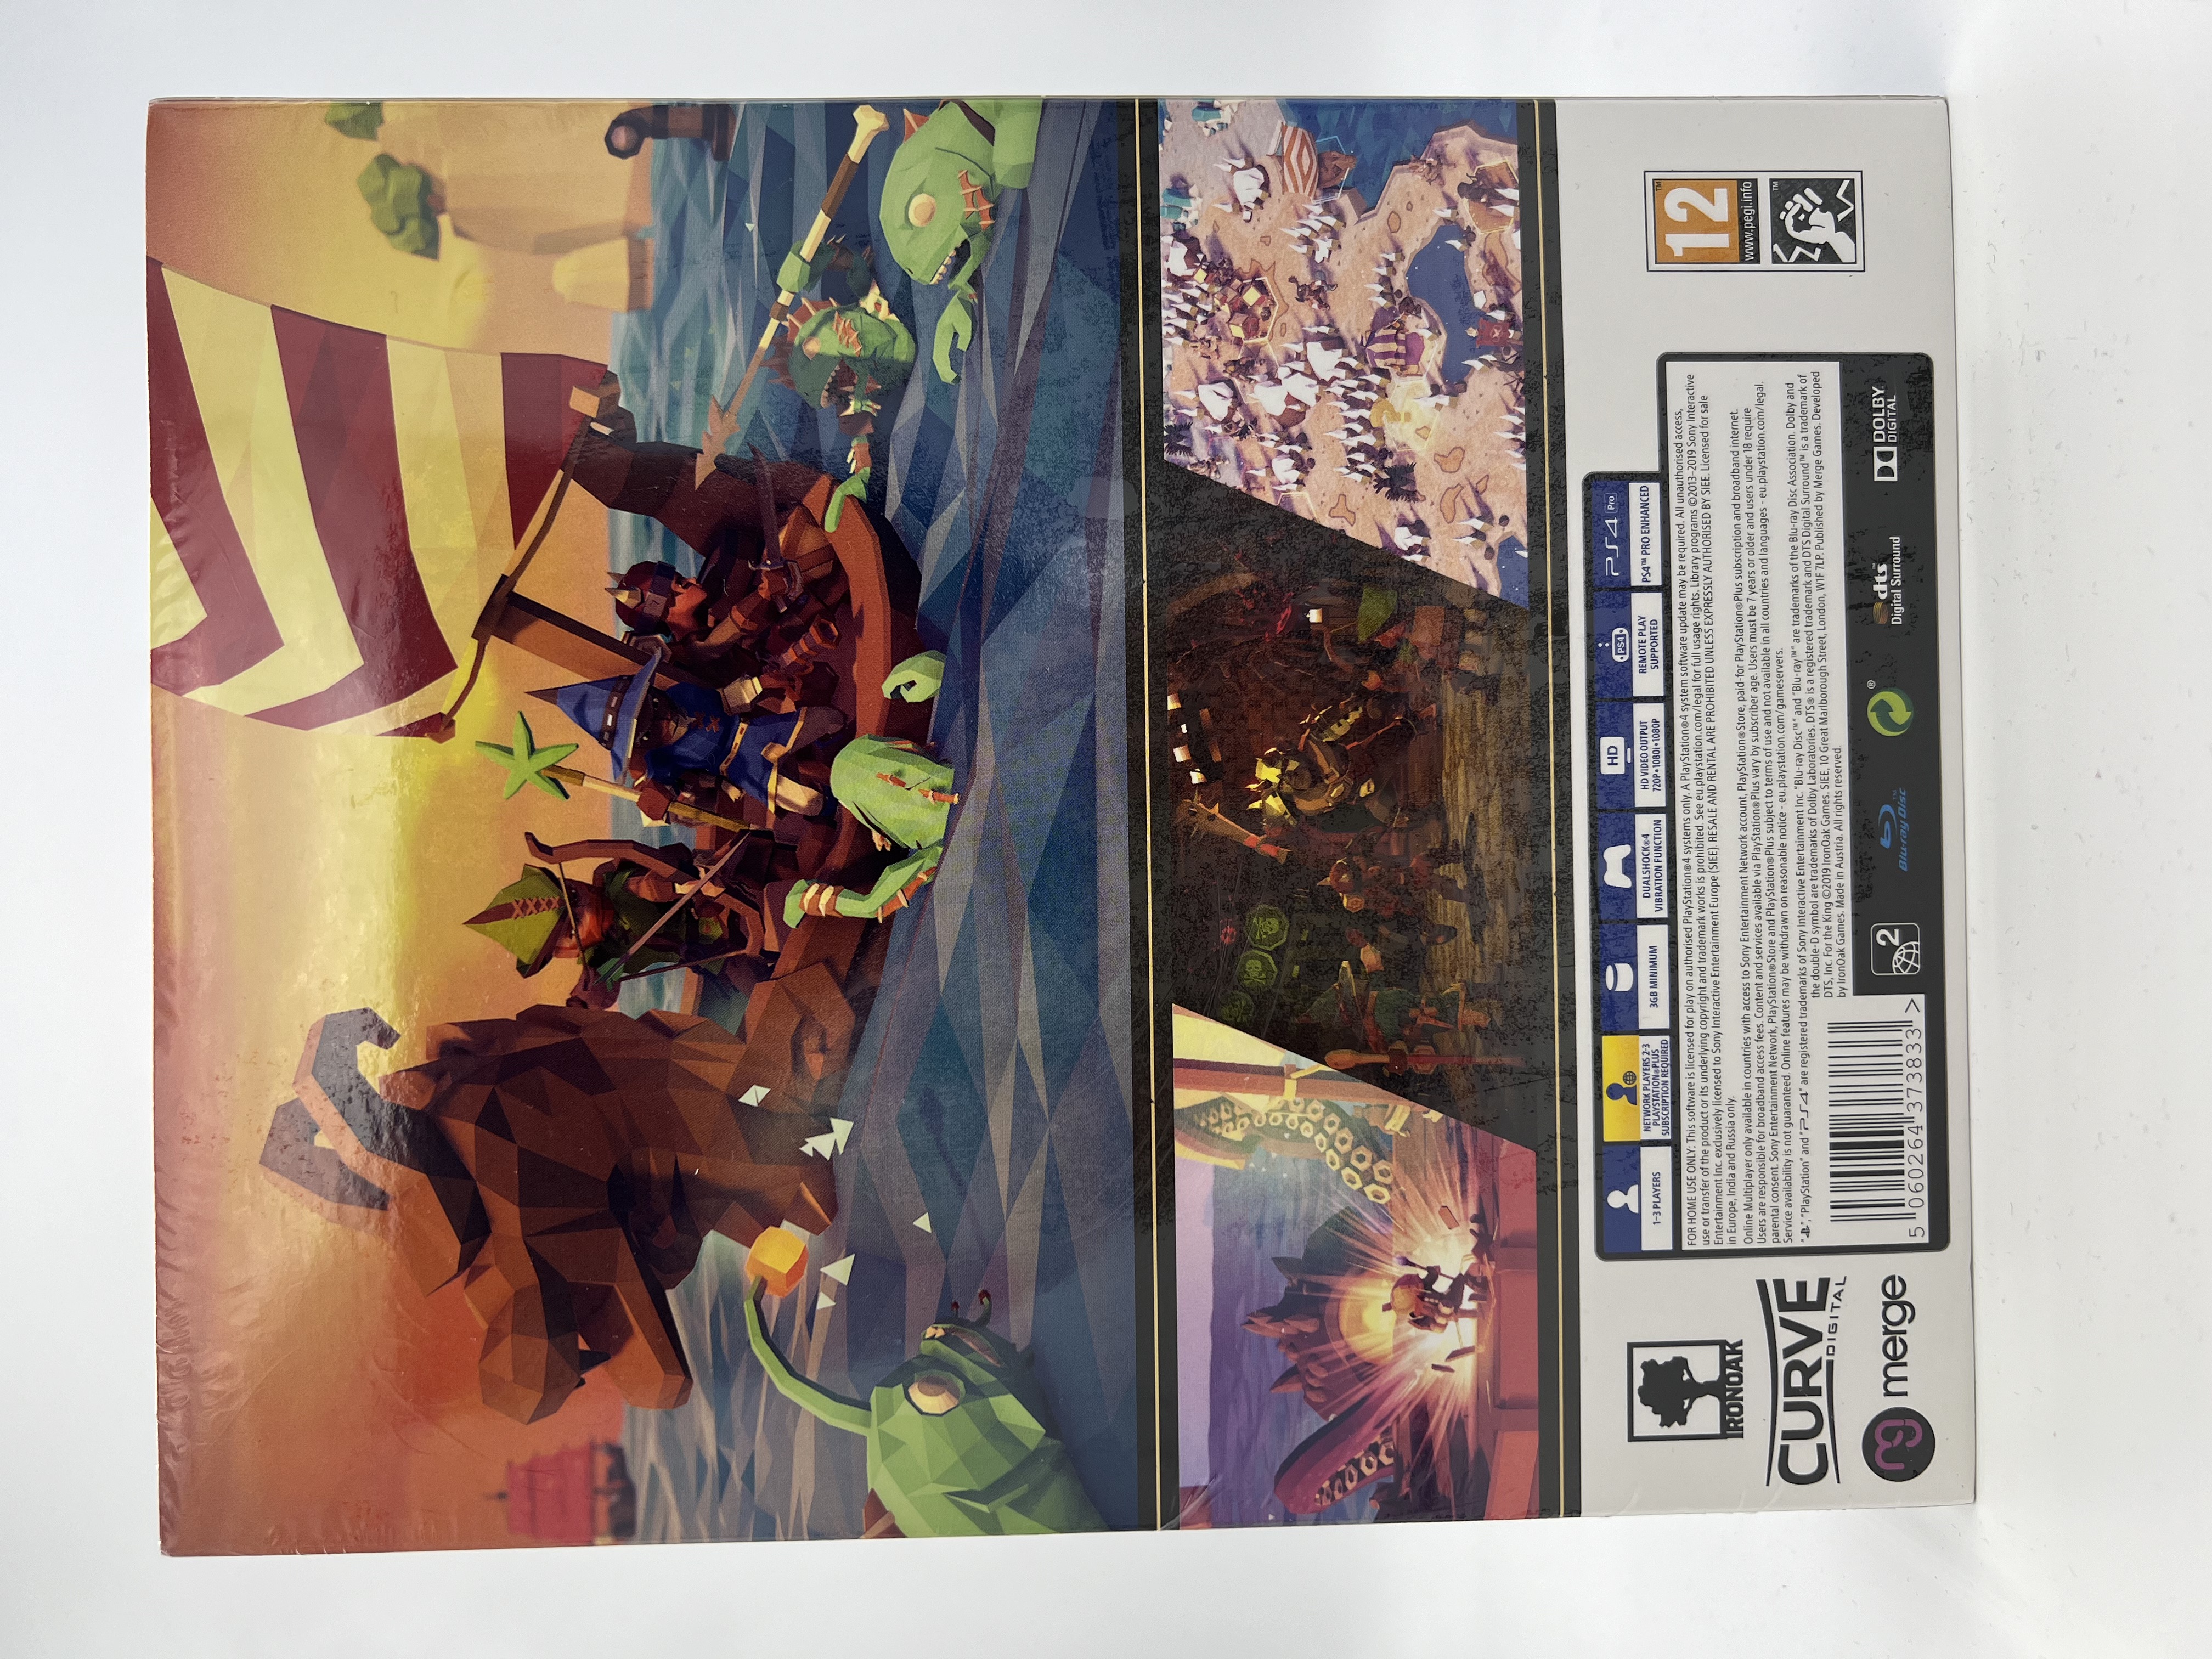 1-3 PLAYERS
NETWORK PLAYERS 2-3
PLAYSTATION®PLUS
SUBSCRIPTION REQUIRED
3GB MINIMUM
DUALSHOCK®4
VIBRATION FUNCTION
HD
HD VIDEO OUTPUT
720P•1080i•1080P
PS4
REMOTE PLAY
SUPPORTED
PS4 Pro
PS4™ PRO ENHANCED
IRONOAK
CURVE
DIGITAL
merge
FOR HOME USE ONLY: This software is licensed for play on authorised PlayStation®4 systems only. A PlayStation®4 system software update may be required. All unauthorised access,
use or transfer of the product or its underlying copyright and trademark works is prohibited. See eu.playstation.com/legal for full usage rights. Library programs ©2013–2019 Sony Interactive
Entertainment Inc. exclusively licensed to Sony Interactive Entertainment Europe (SIEE). RESALE AND RENTAL ARE PROHIBITED UNLESS EXPRESSLY AUTHORISED BY SIEE. Licensed for sale
in Europe, India and Russia only.
Online Multiplayer only available in countries with access to Sony Entertainment Network account, PlayStation®Store, paid-for PlayStation®Plus subscription and broadband internet.
Users are responsible for broadband access fees. Content and services available via PlayStation®Plus vary by subscriber age. Users must be 7 years or older and users under 18 require
parental consent. Sony Entertainment Network, PlayStation®Store and PlayStation®Plus subject to terms of use and not available in all countries and languages - eu.playstation.com/legal.
Service availability is not guaranteed. Online features may be withdrawn on reasonable notice - eu.playstation.com/gameservers.
"", "PlayStation" and "PS4" are registered trademarks of Sony Interactive Entertainment Inc. "Blu-ray Disc™" and "Blu-ray™" are trademarks of the Blu-ray Disc Association. Dolby and
the double-D symbol are trademarks of Dolby Laboratories. DTS® is a registered trademark and DTS Digital Surround™ is a trademark of
DTS, Inc. For the King ©2019 IronOak Games. SIEE, 10 Great Marlborough Street, London, W1F 7LP. Published by Merge Games. Developed
by IronOak Games. Made in Austria. All rights reserved.
5 060264 373833 >
2
Blu-ray Disc™
®
dts™
Digital Surround
DOLBY
DIGITAL
12™
www.pegi.info
™